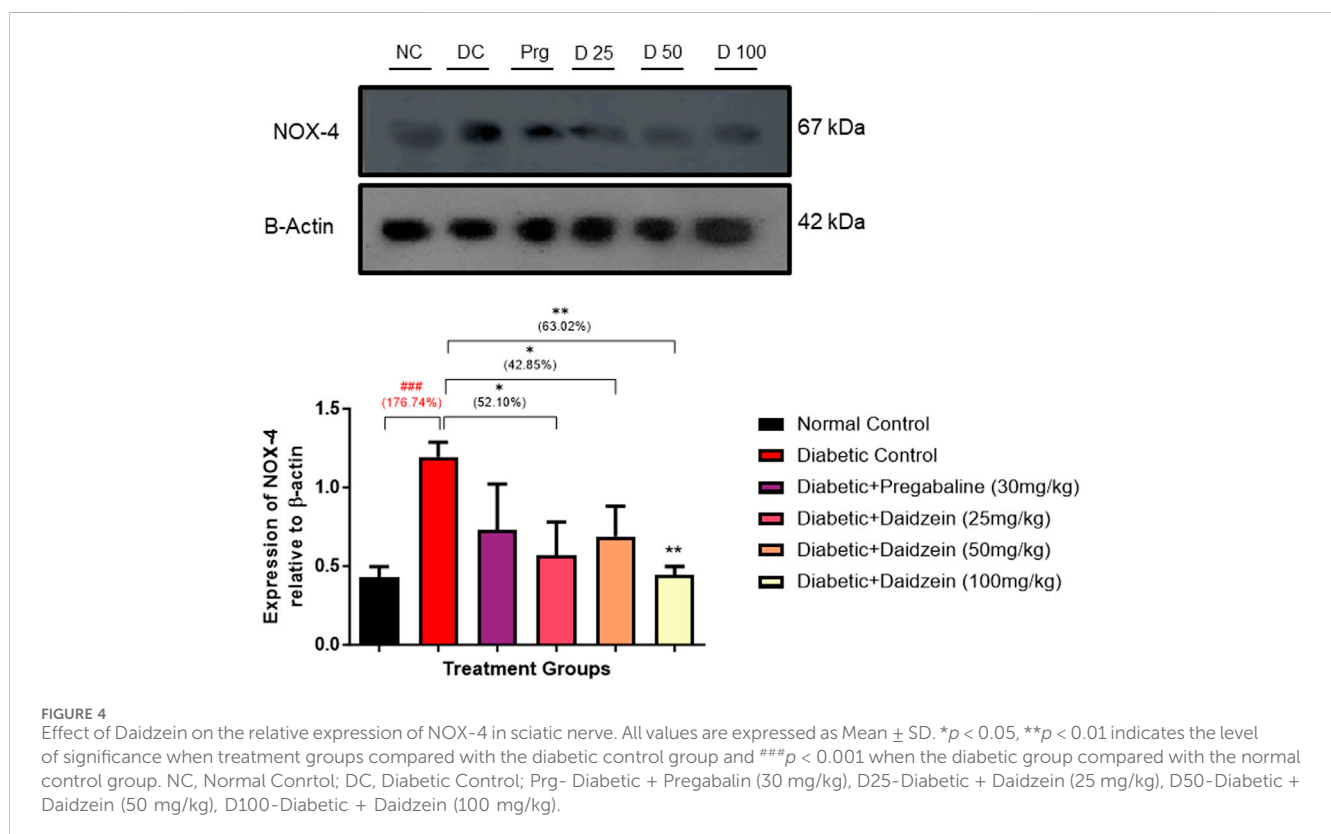 NC DC Prg D 25 D 50 D 100
NOX-4
67 kDa
B-Actin
42 kDa
**
(63.02%)
*
(42.85%)
###
*
(176.74%)
(52.10%)
Expression of NOX-4
relative to β-actin
1.5
1.0
0.5
0.0
**
Treatment Groups
Normal Control
Diabetic Control
Diabetic+Pregabaline (30mg/kg)
Diabetic+Daidzein (25mg/kg)
Diabetic+Daidzein (50mg/kg)
Diabetic+Daidzein (100mg/kg)
FIGURE 4
Effect of Daidzein on the relative expression of NOX-4 in sciatic nerve. All values are expressed as Mean ± SD. *p < 0.05, **p < 0.01 indicates the level
of significance when treatment groups compared with the diabetic control group and ###p < 0.001 when the diabetic group compared with the normal
control group. NC, Normal Conrtol; DC, Diabetic Control; Prg- Diabetic + Pregabalin (30 mg/kg), D25-Diabetic + Daidzein (25 mg/kg), D50-Diabetic +
Daidzein (50 mg/kg), D100-Diabetic + Daidzein (100 mg/kg).